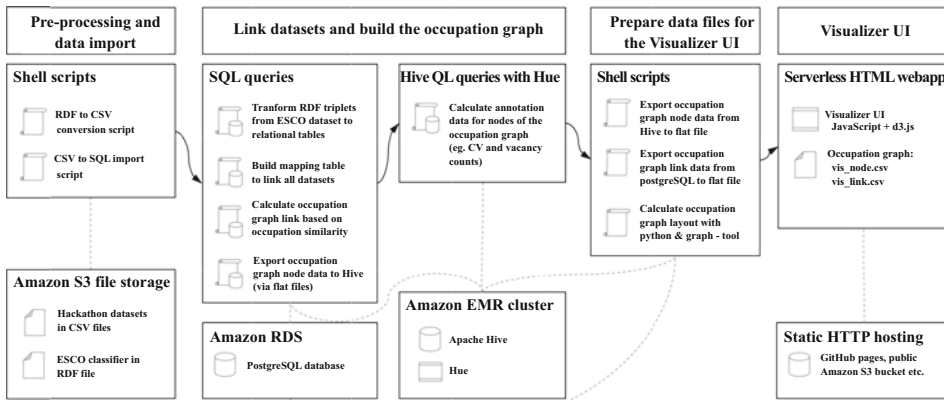 Pre-processing and
data import
Link datasets and build the occupation graph
Prepare data files for
the Visualizer UI
Visualizer UI
Shell scripts
RDF to CSV
conversion script
CSV to SQL import
script
SQL queries
Tranform RDF triplets
from ESCO dataset to
relational tables
Build mapping table
to link all datasets
Calculate occupation
graph link based on
occupation similarity
Export occupation
graph node data to Hive
(via flat files)
Hive QL queries with Hue
Calculate annotation
data for nodes of the
occupation graph
(eg. CV and vacancy
counts)
Shell scripts
Export occupation
graph node data from
Hive to flat file
Export occupation
graph link data from
postgreSQL to flat file
Calculate occupation
graph layout with
python & graph - tool
Serverless HTML webapp
Visualizer UI
JavaScript + d3.js
Occupation graph:
vis_node.csv
vis_link.csv
Amazon S3 file storage
Hackathon datasets
in CSV files
ESCO classifier in
RDF file
Amazon RDS
PostgreSQL database
Amazon EMR cluster
Apache Hive
Hue
Static HTTP hosting
GitHub pages, public
Amazon S3 bucket etc.